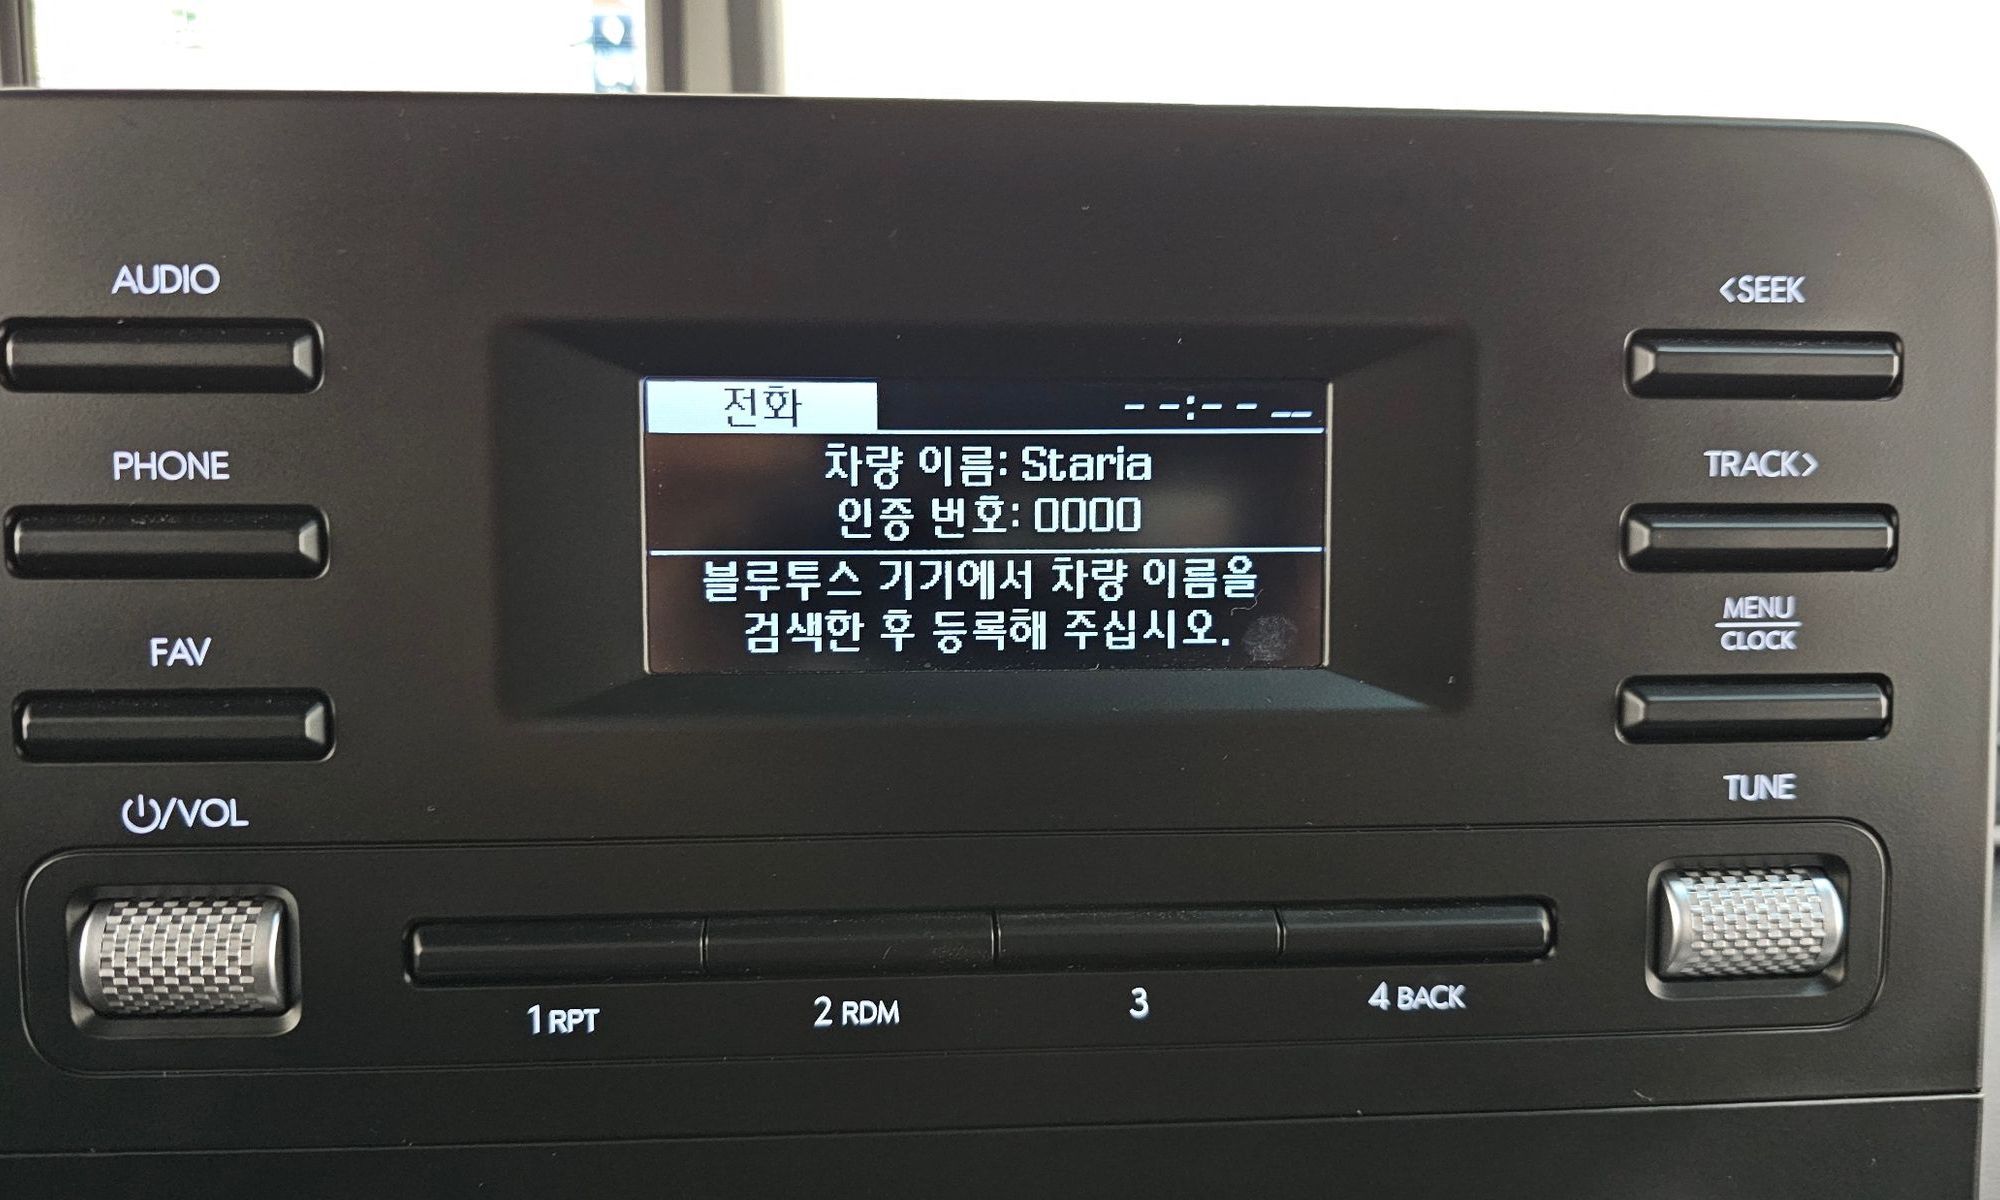 AUDIO
PHONE
FAV
/VOL
전화 --:-- --
차량 이름: Staria
인증 번호: 0000
블루투스 기기에서 차량 이름을
검색한 후 등록해 주십시오.
<SEEK
TRACK>
MENU
CLOCK
TUNE
1 RPT
2 RDM
3
4 BACK